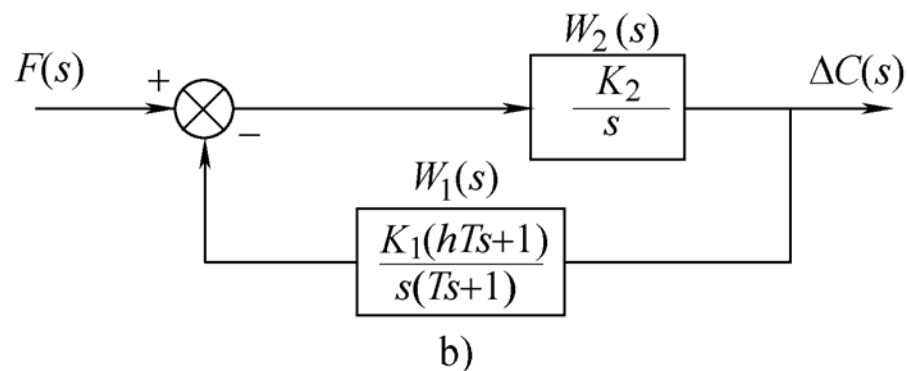 W₂(s)
F(s) + − K₂/s ΔC(s)
W₁(s)
K₁(hTs+1)/s(Ts+1)
b)